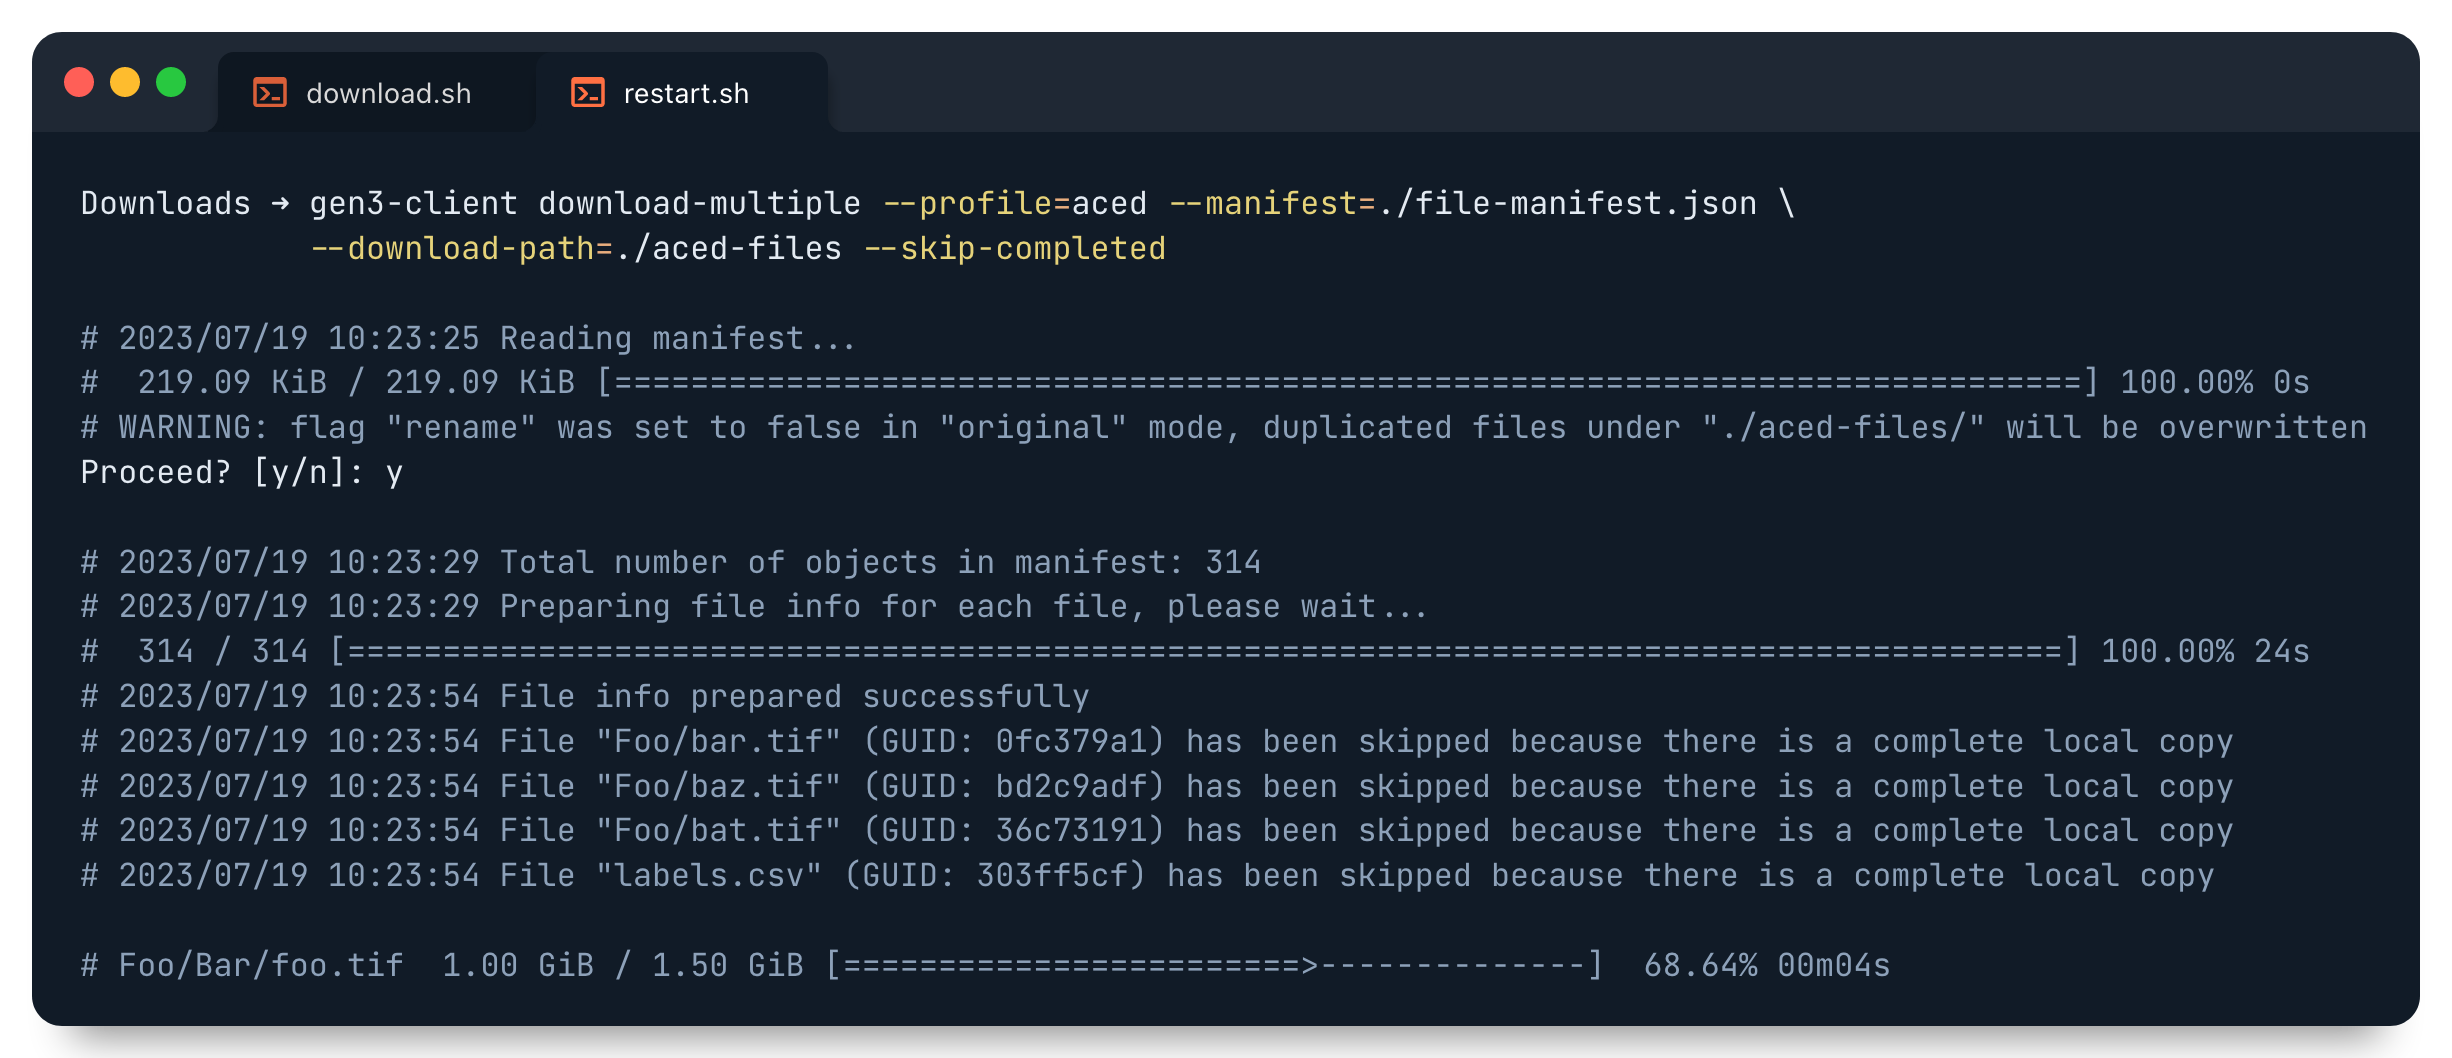 download.sh
restart.sh
Downloads → gen3-client download-multiple --profile=aced --manifest=./file-manifest.json \
--download-path=./aced-files --skip-completed
# 2023/07/19 10:23:25 Reading manifest...
#  219.09 KiB / 219.09 KiB [=============================================================================] 100.00% 0s
# WARNING: flag "rename" was set to false in "original" mode, duplicated files under "./aced-files/" will be overwritten
Proceed? [y/n]: y
# 2023/07/19 10:23:29 Total number of objects in manifest: 314
# 2023/07/19 10:23:29 Preparing file info for each file, please wait...
#  314 / 314 [==========================================================================================] 100.00% 24s
# 2023/07/19 10:23:54 File info prepared successfully
# 2023/07/19 10:23:54 File "Foo/bar.tif" (GUID: 0fc379a1) has been skipped because there is a complete local copy
# 2023/07/19 10:23:54 File "Foo/baz.tif" (GUID: bd2c9adf) has been skipped because there is a complete local copy
# 2023/07/19 10:23:54 File "Foo/bat.tif" (GUID: 36c73191) has been skipped because there is a complete local copy
# 2023/07/19 10:23:54 File "labels.csv" (GUID: 303ff5cf) has been skipped because there is a complete local copy
# Foo/Bar/foo.tif  1.00 GiB / 1.50 GiB [========================>--------------]  68.64% 00m04s